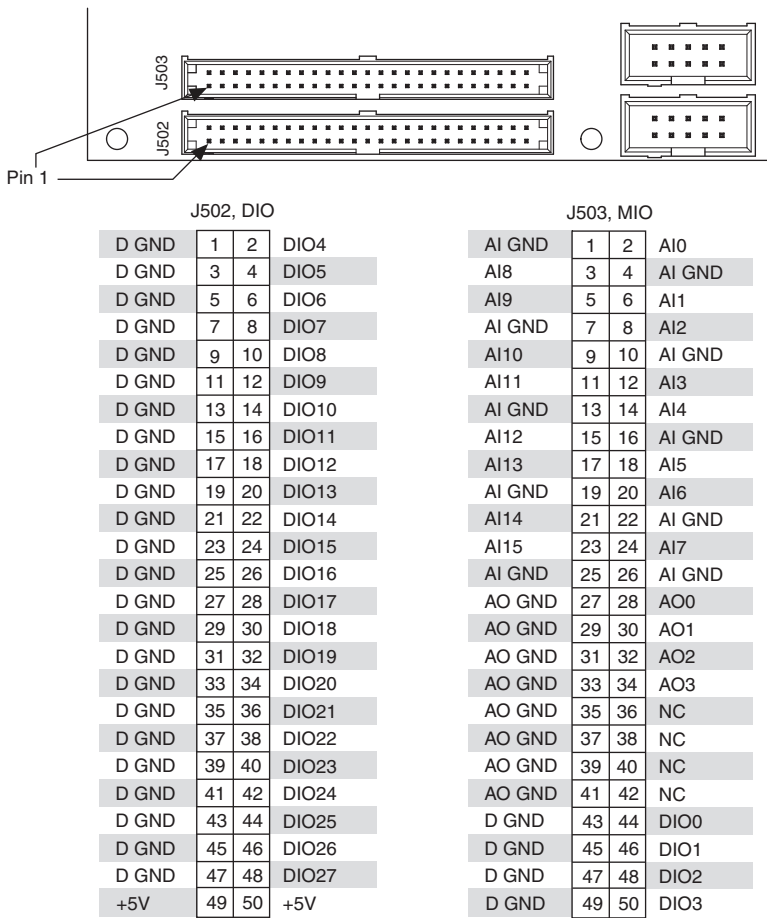 J503
J502
Pin 1
J502, DIO
D GND 1 2 DIO4
D GND 3 4 DIO5
D GND 5 6 DIO6
D GND 7 8 DIO7
D GND 9 10 DIO8
D GND 11 12 DIO9
D GND 13 14 DIO10
D GND 15 16 DIO11
D GND 17 18 DIO12
D GND 19 20 DIO13
D GND 21 22 DIO14
D GND 23 24 DIO15
D GND 25 26 DIO16
D GND 27 28 DIO17
D GND 29 30 DIO18
D GND 31 32 DIO19
D GND 33 34 DIO20
D GND 35 36 DIO21
D GND 37 38 DIO22
D GND 39 40 DIO23
D GND 41 42 DIO24
D GND 43 44 DIO25
D GND 45 46 DIO26
D GND 47 48 DIO27
+5V 49 50 +5V
J503, MIO
AI GND 1 2 AI0
AI8 3 4 AI GND
AI9 5 6 AI1
AI GND 7 8 AI2
AI10 9 10 AI GND
AI11 11 12 AI3
AI GND 13 14 AI4
AI12 15 16 AI GND
AI13 17 18 AI5
AI GND 19 20 AI6
AI14 21 22 AI GND
AI15 23 24 AI7
AI GND 25 26 AI GND
AO GND 27 28 AO0
AO GND 29 30 AO1
AO GND 31 32 AO2
AO GND 33 34 AO3
AO GND 35 36 NC
AO GND 37 38 NC
AO GND 39 40 NC
AO GND 41 42 NC
D GND 43 44 DIO0
D GND 45 46 DIO1
D GND 47 48 DIO2
D GND 49 50 DIO3